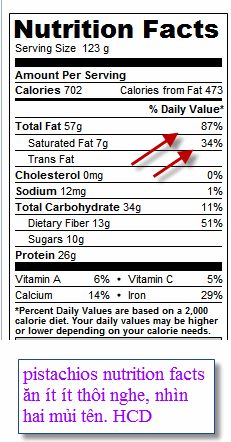 Nutrition Facts
Serving Size 123 g
Amount Per Serving
Calories 702 Calories from Fat 473
% Daily Value*
Total Fat 57g 87%
Saturated Fat 7g 34%
Trans Fat
Cholesterol 0mg 0%
Sodium 12mg 1%
Total Carbohydrate 34g 11%
Dietary Fiber 13g 51%
Sugars 10g
Protein 26g
Vitamin A 6% • Vitamin C 5%
Calcium 14% • Iron 29%
*Percent Daily Values are based on a 2,000
calorie diet. Your daily values may be higher
or lower depending on your calorie needs.
pistachios nutrition facts
ăn ít ít thôi nghe, nhìn
hai mùi tên. HCD